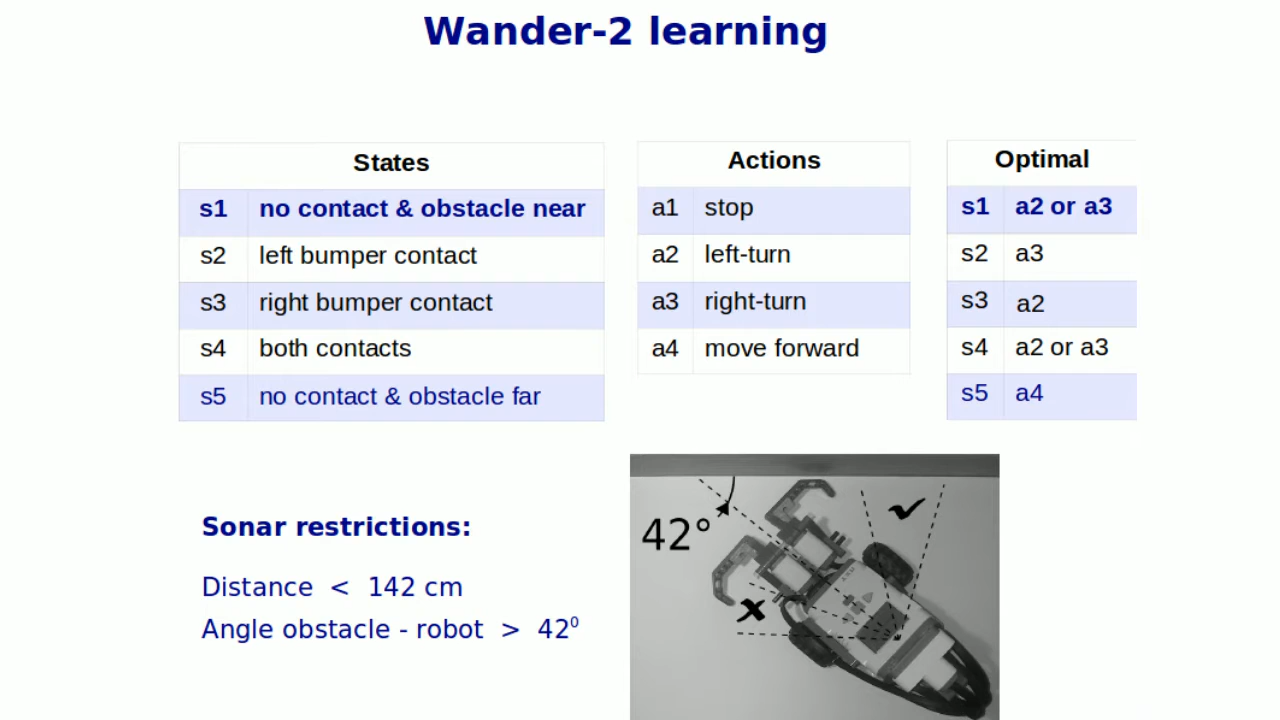 Wander-2 learning
States
s1 no contact & obstacle near
s2 left bumper contact
s3 right bumper contact
s4 both contacts
s5 no contact & obstacle far
Actions
a1 stop
a2 left-turn
a3 right-turn
a4 move forward
Optimal
s1 a2 or a3
s2 a3
s3 a2
s4 a2 or a3
s5 a4
Sonar restrictions:
Distance < 142 cm
Angle obstacle - robot > 42⁰
42°